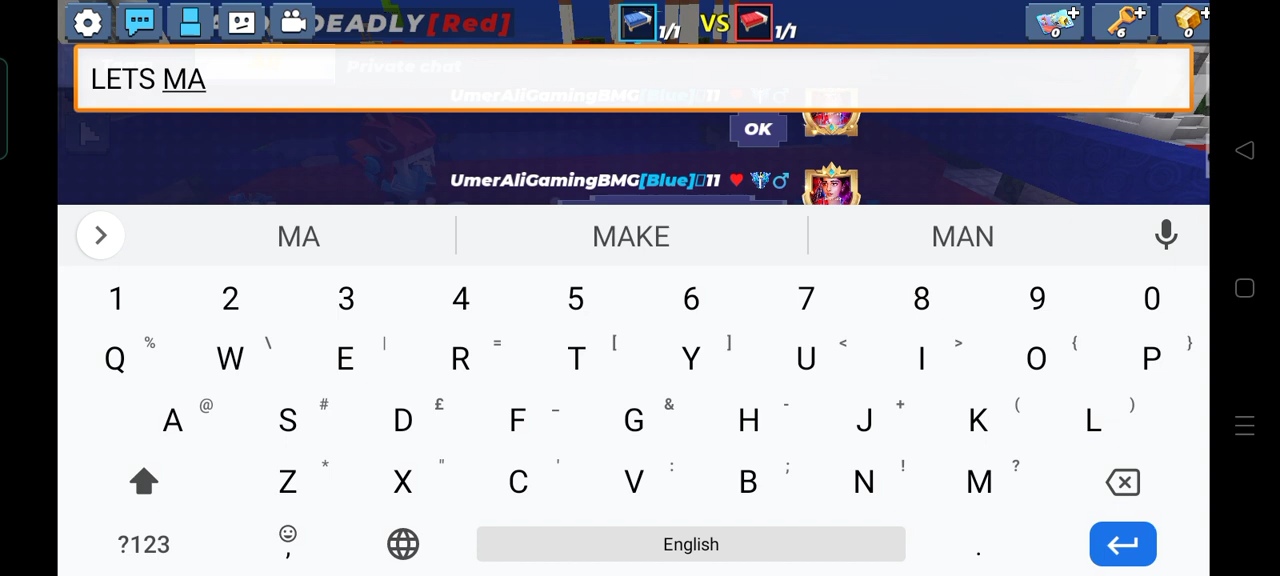 DEADLY[Red]
1/1 VS 1/1
0 6 0
LETS MA
Private chat
UmerAliGamingBMG[Blue] 11
OK
UmerAliGamingBMG[Blue] 11
MA MAKE MAN
1 2 3 4 5 6 7 8 9 0
Q % W \ E | R = T [ Y ] U < I > O { P }
A @ S # D £ F _ G & H - J + K ( L )
Z * X " C ' V : B ; N ! M ?
?123 , English .